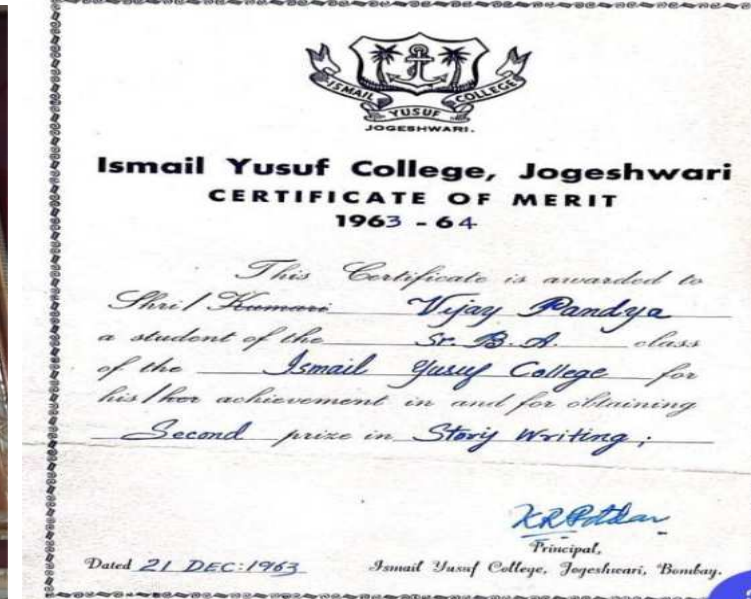 ISMAIL YUSUF COLLEGE
JOGESHWARI.
Ismail Yusuf College, Jogeshwari
CERTIFICATE OF MERIT
1963 - 64
This Certificate is awarded to
Shri/Kumari Vijay Pandya
a student of the Sr. B. A. class
of the Ismail Yusuf College for
his/her achievement in and for obtaining
Second prize in Story Writing;
K R Potdar
Principal,
Dated 21 DEC: 1963 Ismail Yusuf College, Jogeshwari, Bombay.